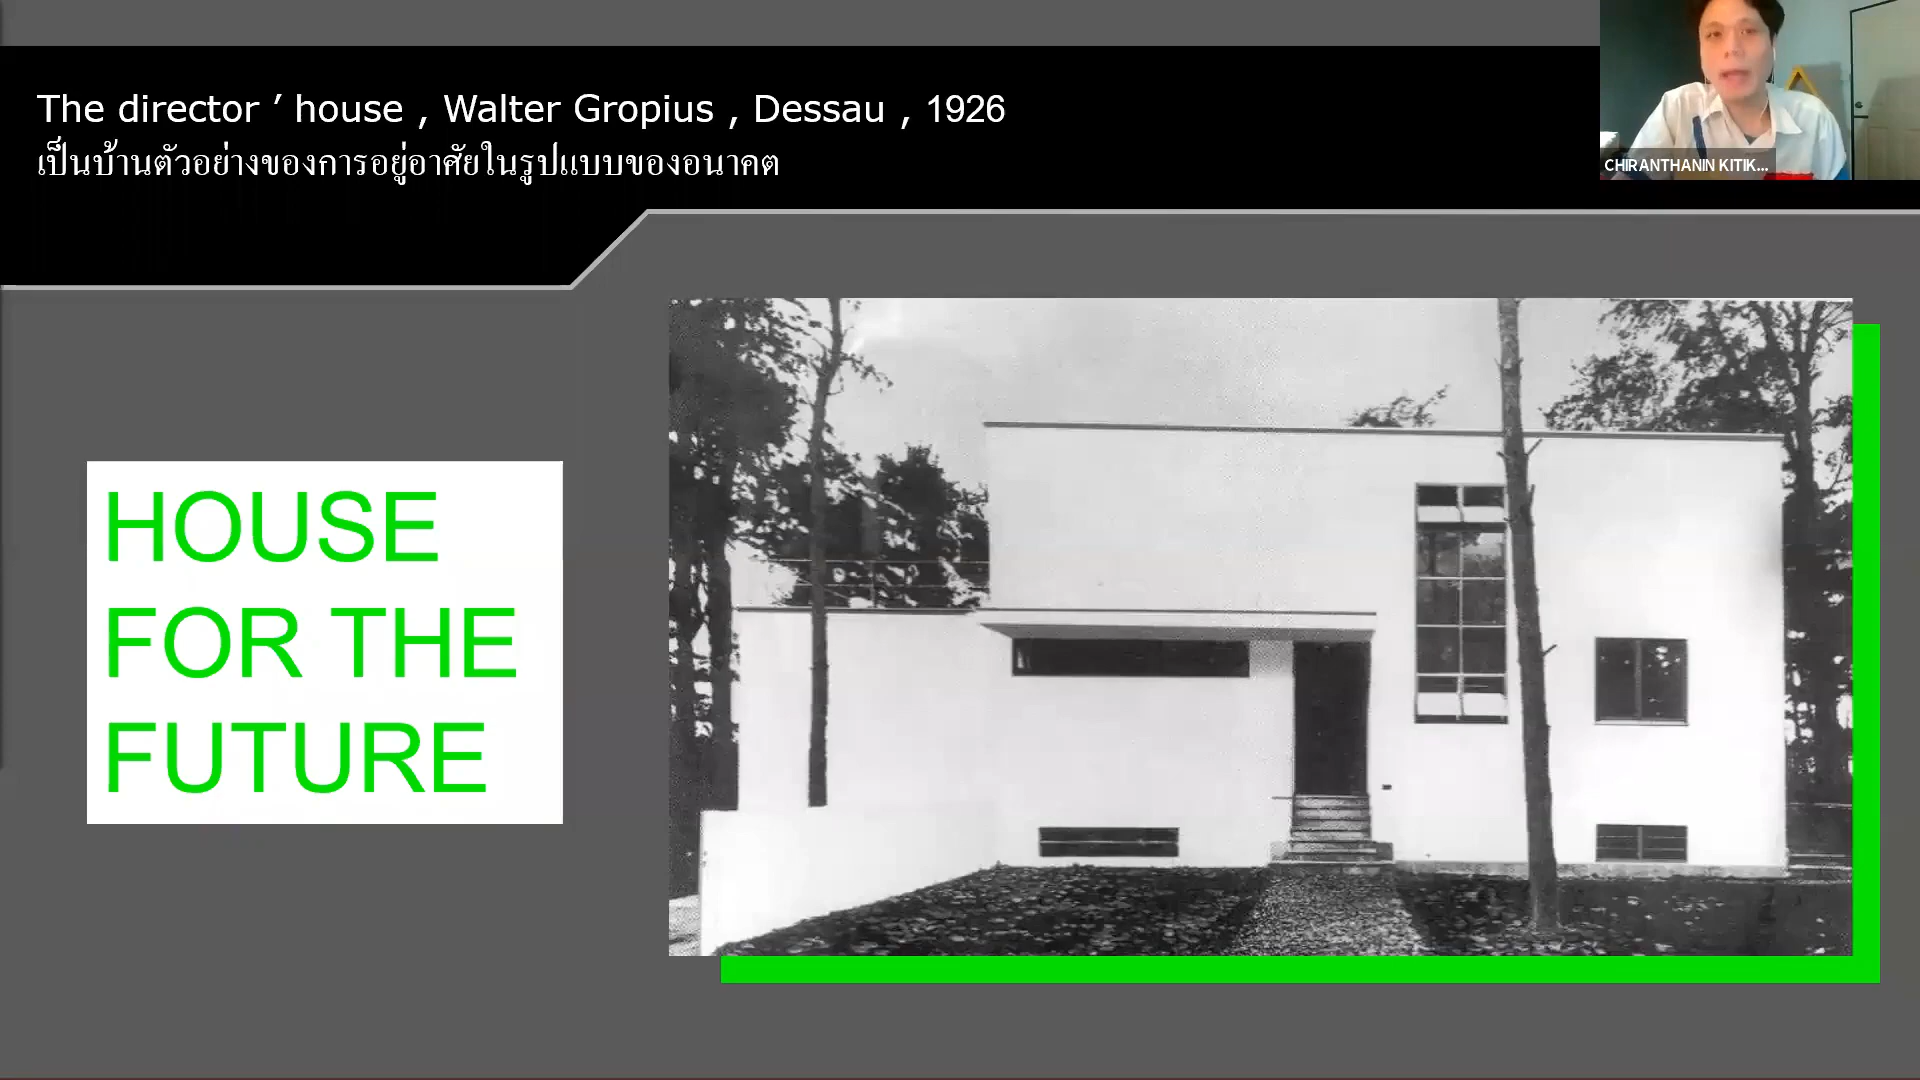 The director ’ house , Walter Gropius , Dessau , 1926
เป็นบ้านตัวอย่างของการอยู่อาศัยในรูปแบบของอนาคต
CHIRANTHANIN KITIK...
HOUSE
FOR THE
FUTURE